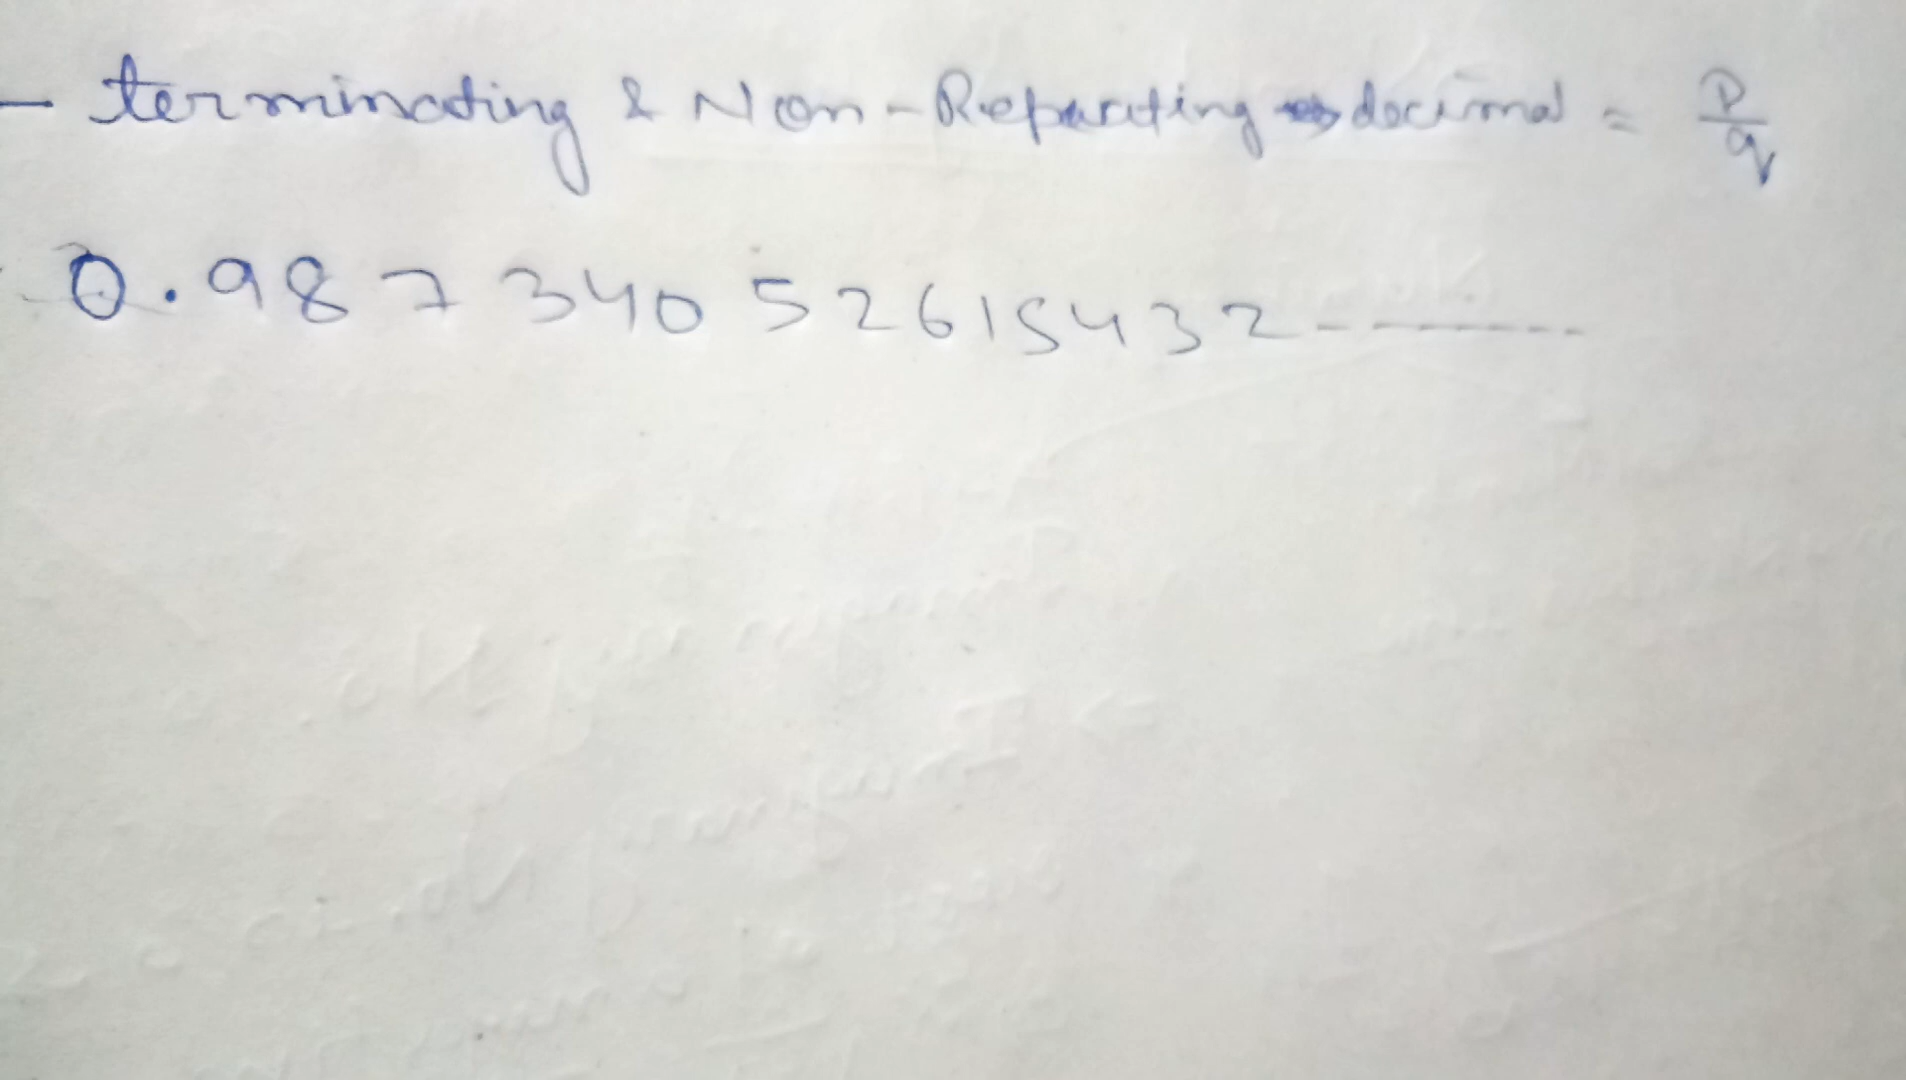 - terminating & Non-Repeating decimal = p/q
0.98734052615432--------